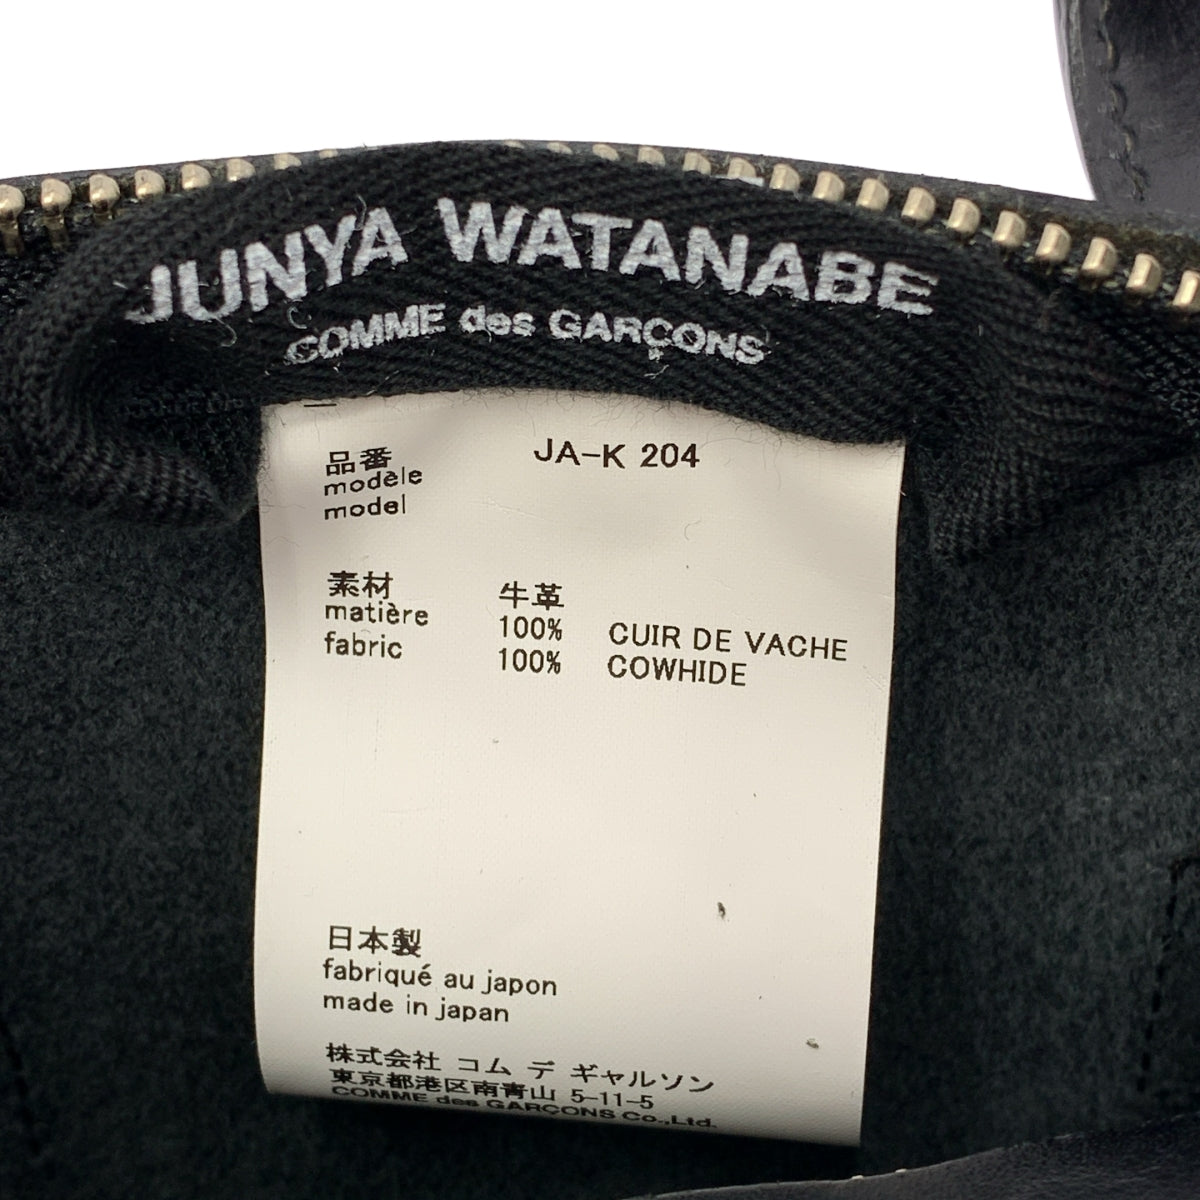 JUNYA WATANABE
COMME des GARÇONS
品番 JA-K 204
modèle
model
素材 牛革
matière 100% CUIR DE VACHE
fabric 100% COWHIDE
日本製
fabriqué au japon
made in japan
株式会社 コム デ ギャルソン
東京都港区南青山 5-11-5
COMME des GARÇONS Co.,Ltd.